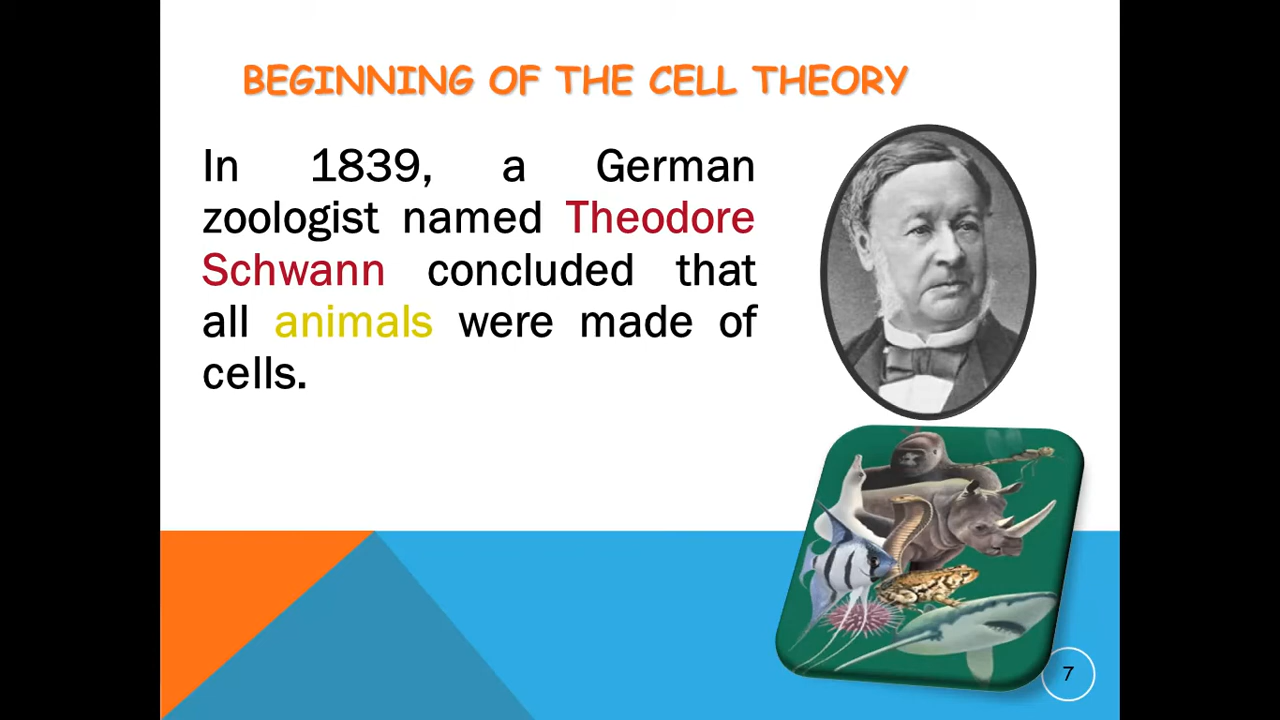 BEGINNING OF THE CELL THEORY
In 1839, a German
zoologist named Theodore
Schwann concluded that
all animals were made of
cells.
7